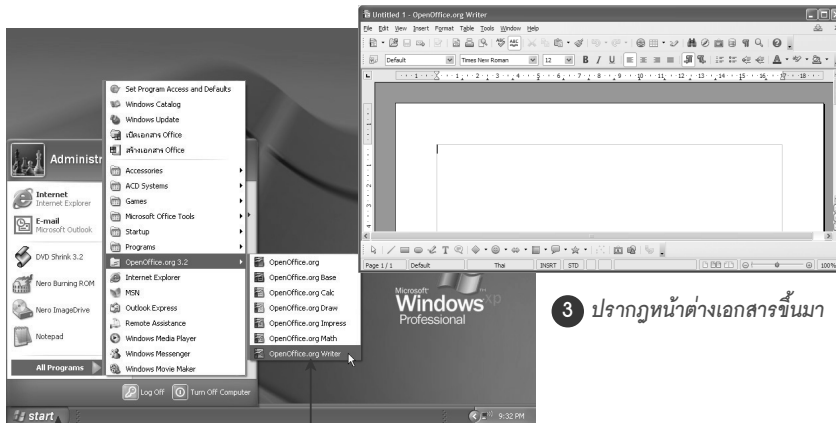 Untitled 1 - OpenOffice.org Writer
File Edit View Insert Format Table Tools Window Help
Default Times New Roman 12 B I U
Page 1 / 1 Default Thai INSRT STD 100%
Set Program Access and Defaults
Windows Catalog
Windows Update
เปิดเอกสาร Office
สร้างเอกสาร Office
Accessories
ACD Systems
Games
Microsoft Office Tools
Startup
Programs
OpenOffice.org 3.2
Internet Explorer
MSN
Outlook Express
Remote Assistance
Windows Media Player
Windows Messenger
Windows Movie Maker
Administr
Internet
Internet Explorer
E-mail
Microsoft Outlook
DVD Shrink 3.2
Nero Burning ROM
Nero ImageDrive
Notepad
All Programs
Log Off Turn Off Computer
start
OpenOffice.org
OpenOffice.org Base
OpenOffice.org Calc
OpenOffice.org Draw
OpenOffice.org Impress
OpenOffice.org Math
OpenOffice.org Writer
Microsoft
Windows xp
Professional
9:32 PM
3 ปรากฏหน้าต่างเอกสารขึ้นมา